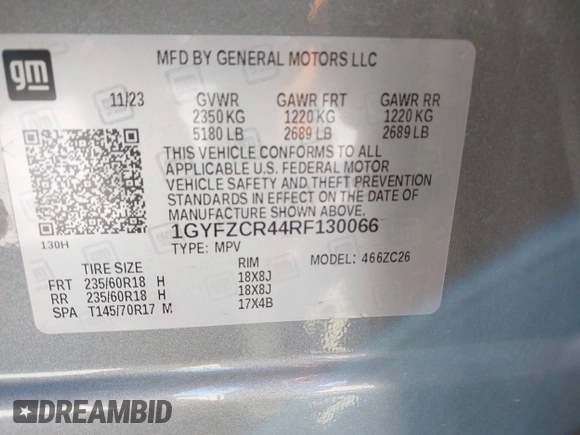 gm
MFD BY GENERAL MOTORS LLC
11/23 GVWR GAWR FRT GAWR RR
2350 KG 1220 KG 1220 KG
5180 LB 2689 LB 2689 LB
THIS VEHICLE CONFORMS TO ALL
APPLICABLE U.S. FEDERAL MOTOR
VEHICLE SAFETY AND THEFT PREVENTION
STANDARDS IN EFFECT ON THE DATE OF
MANUFACTURE SHOWN ABOVE.
130H 1GYFZCR44RF130066
TYPE: MPV MODEL: 466ZC26
TIRE SIZE RIM
FRT 235/60R18 H 18X8J
RR 235/60R18 H 18X8J
SPA T145/70R17 M 17X4B
DREAMBID